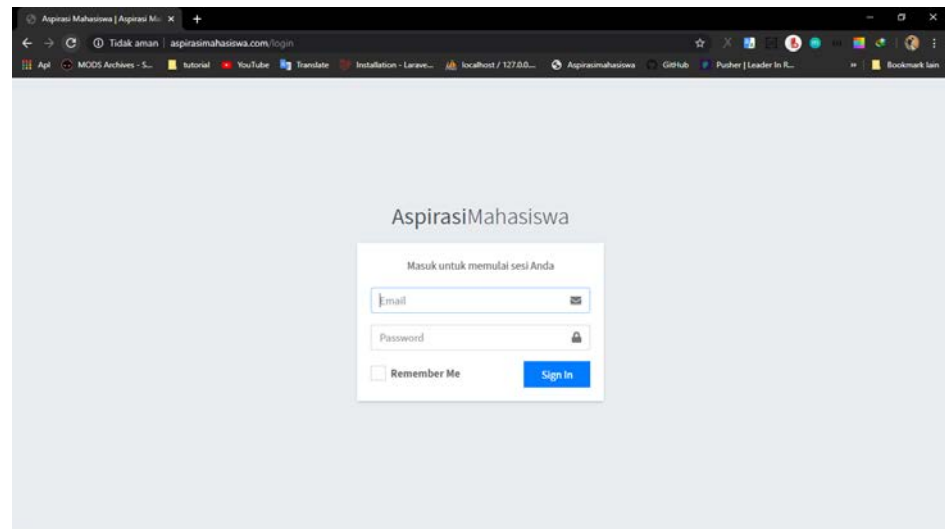 Aspirasi Mahasiswa | Aspirasi Ma
Tidak aman | aspirasimahasiswa.com/login
Apl MODS Archives - S... tutorial YouTube Translate Installation - Larave... localhost / 127.0.0.... Aspirasimahasiswa GitHub Pusher | Leader In R... » Bookmark lain
AspirasiMahasiswa
Masuk untuk memulai sesi Anda
Email
Password
Remember Me Sign In